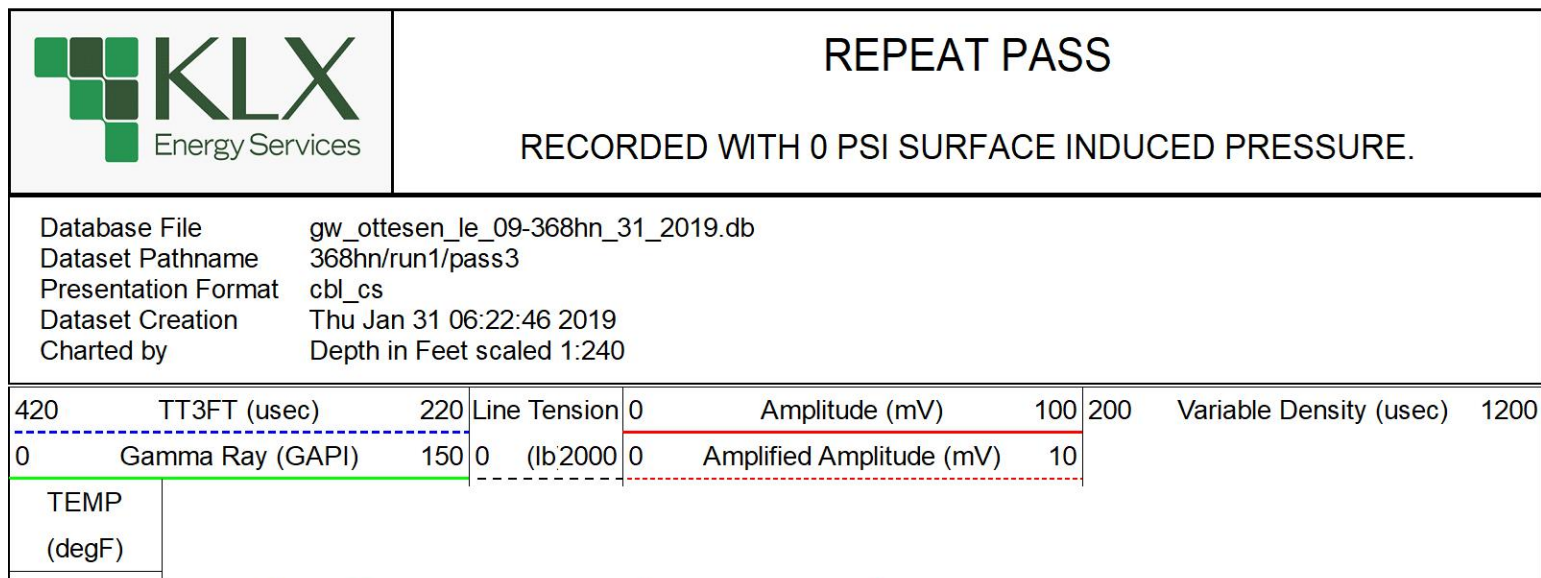 KLX
Energy Services
REPEAT PASS
RECORDED WITH 0 PSI SURFACE INDUCED PRESSURE.
Database File gw_ottesen_le_09-368hn_31_2019.db
Dataset Pathname 368hn/run1/pass3
Presentation Format cbl_cs
Dataset Creation Thu Jan 31 06:22:46 2019
Charted by Depth in Feet scaled 1:240
420 TT3FT (usec) 220 Line Tension 0 Amplitude (mV) 100 200 Variable Density (usec) 1200
0 Gamma Ray (GAPI) 150 0 (lb)2000 0 Amplified Amplitude (mV) 10
TEMP
(degF)